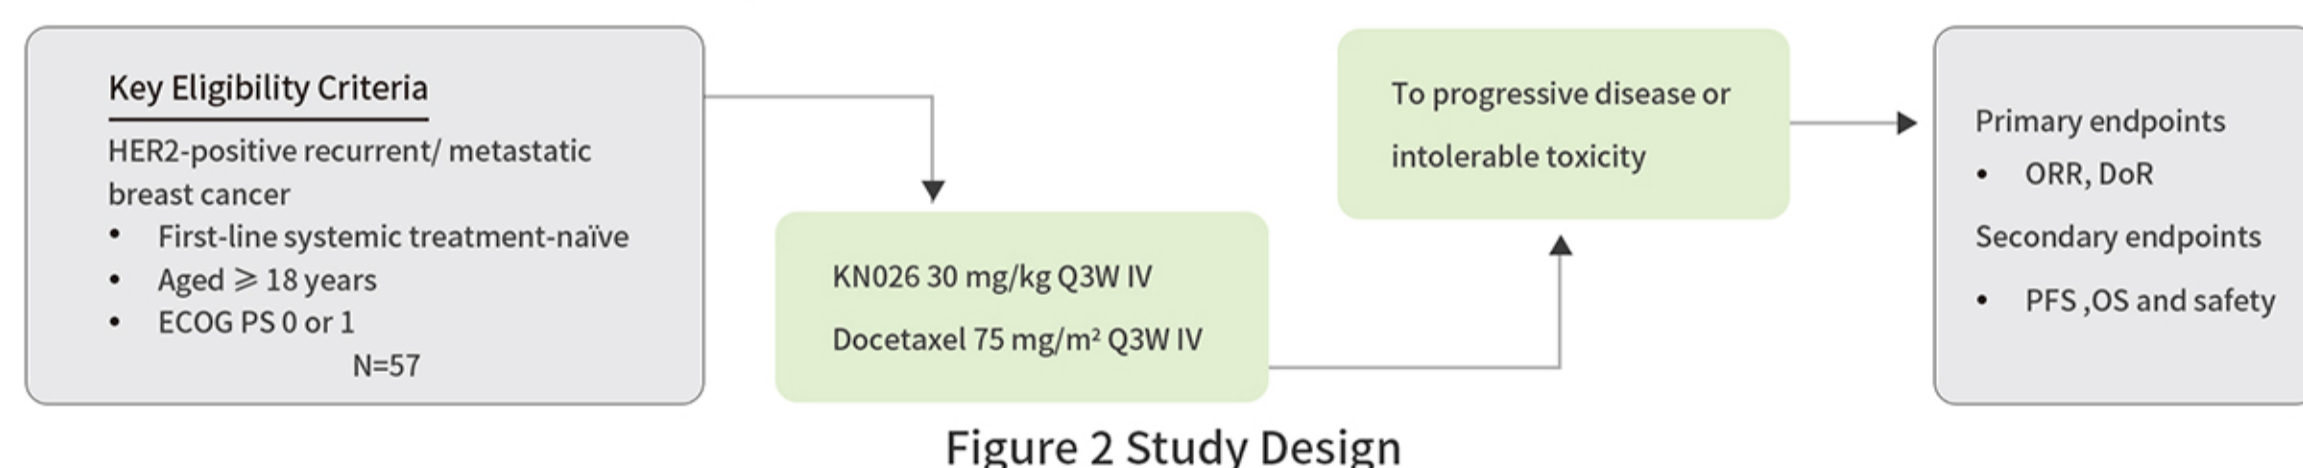 Key Eligibility Criteria
HER2-positive recurrent/ metastatic
breast cancer
• First-line systemic treatment-naïve
• Aged ⩾ 18 years
• ECOG PS 0 or 1
N=57
KN026 30 mg/kg Q3W IV
Docetaxel 75 mg/m² Q3W IV
To progressive disease or
intolerable toxicity
Primary endpoints
• ORR, DoR
Secondary endpoints
• PFS ,OS and safety
Figure 2 Study Design